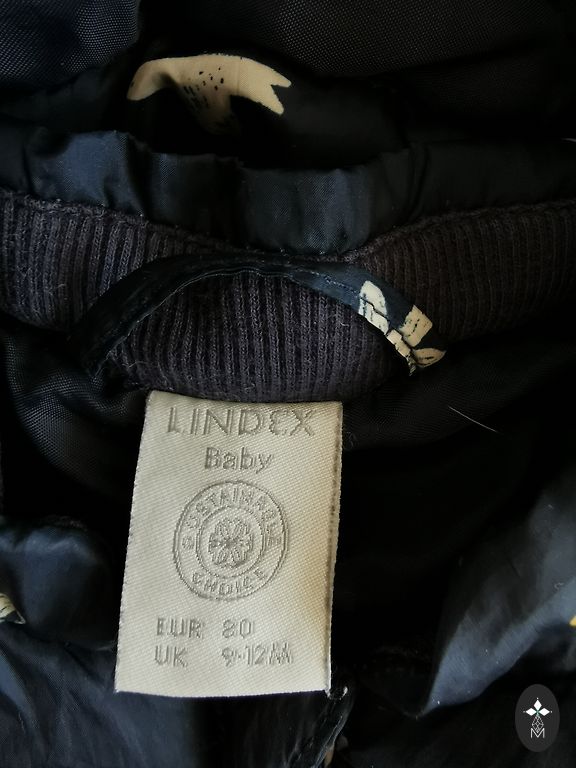 LINDEX
Baby
SUSTAINABLE
CHOICE
EUR 80
UK 9-12M
M